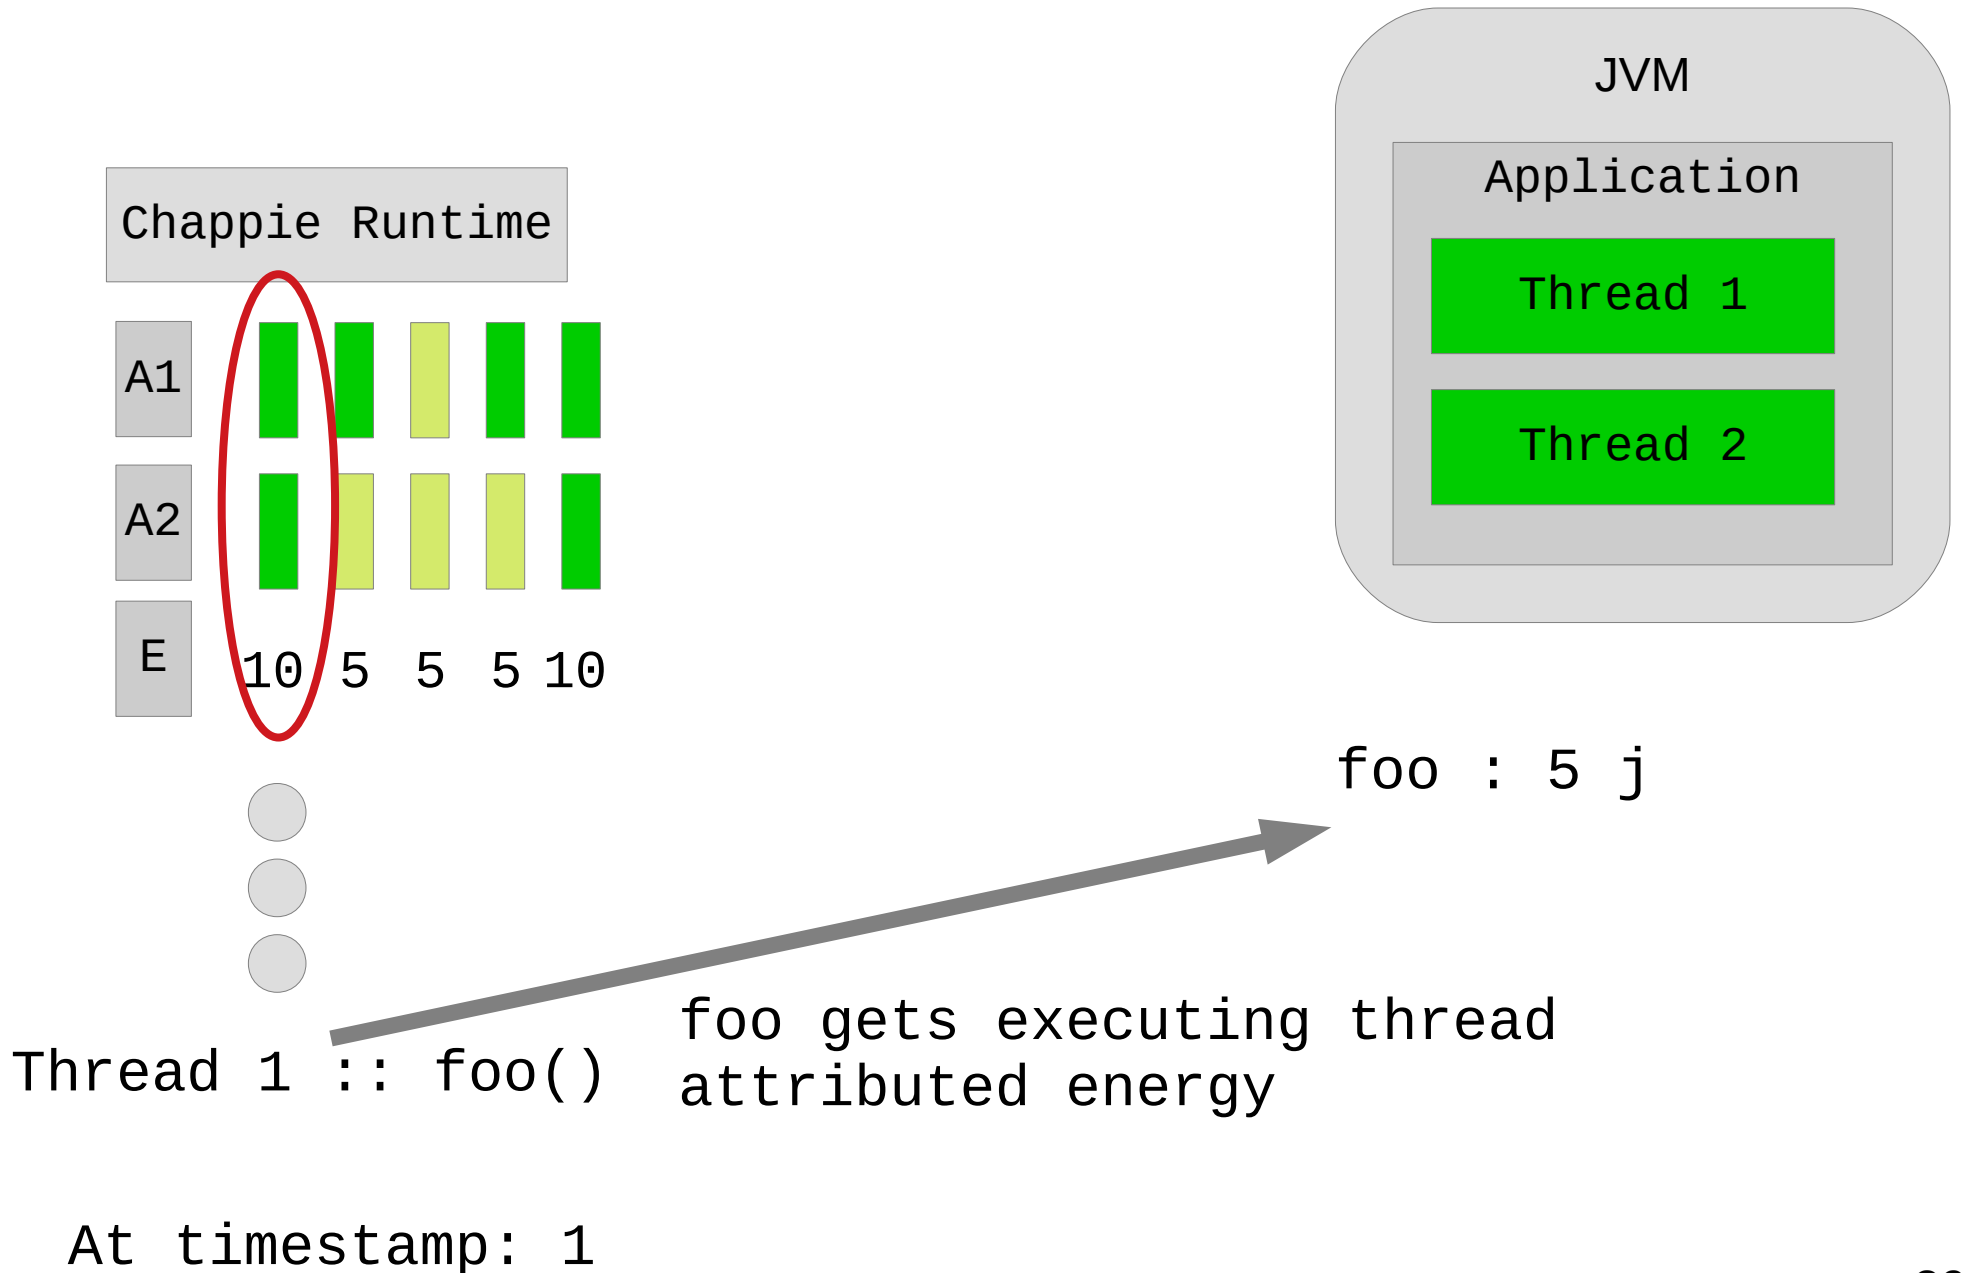 JVM
Application
Thread 1
Thread 2
Chappie Runtime
A1
A2
E
10 5 5 5 10
foo : 5 j
foo gets executing thread
attributed energy
Thread 1 :: foo()
At timestamp: 1